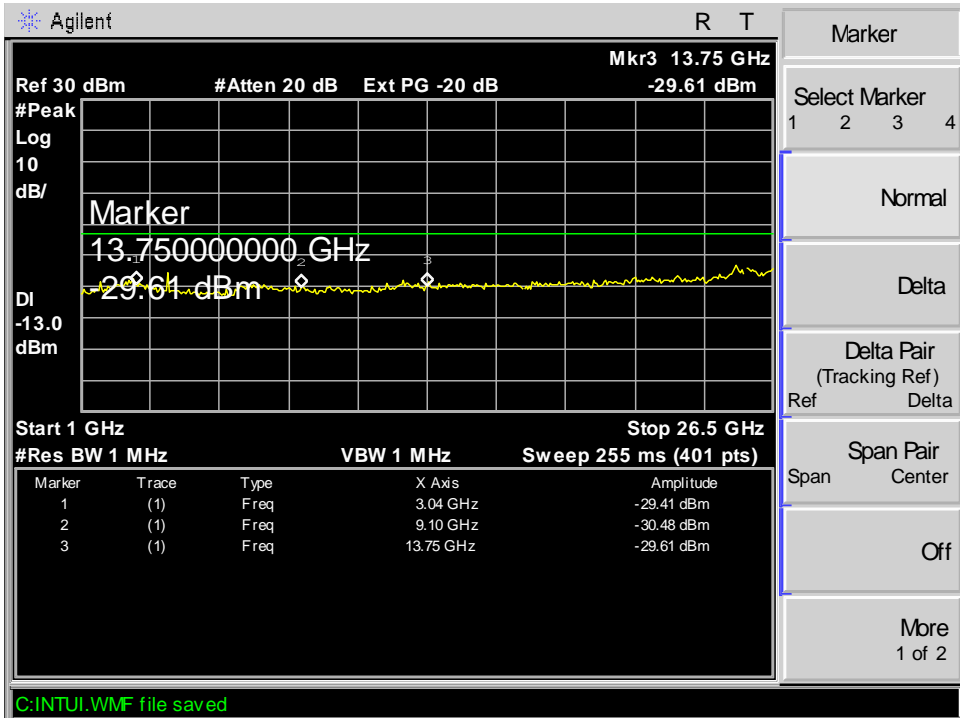 Agilent R T
Mkr3 13.75 GHz
Ref 30 dBm #Atten 20 dB Ext PG -20 dB -29.61 dBm
#Peak
Log
10
dB/
Marker
13.750000000 GHz
-29.61 dBm
1 2 3
DI
-13.0
dBm
Start 1 GHz Stop 26.5 GHz
#Res BW 1 MHz VBW 1 MHz Sweep 255 ms (401 pts)
Marker Trace Type X Axis Amplitude
1 (1) Freq 3.04 GHz -29.41 dBm
2 (1) Freq 9.10 GHz -30.48 dBm
3 (1) Freq 13.75 GHz -29.61 dBm
C:INTUI.WMF file saved
Marker
Select Marker
1 2 3 4
Normal
Delta
Delta Pair
(Tracking Ref)
Ref Delta
Span Pair
Span Center
Off
More
1 of 2